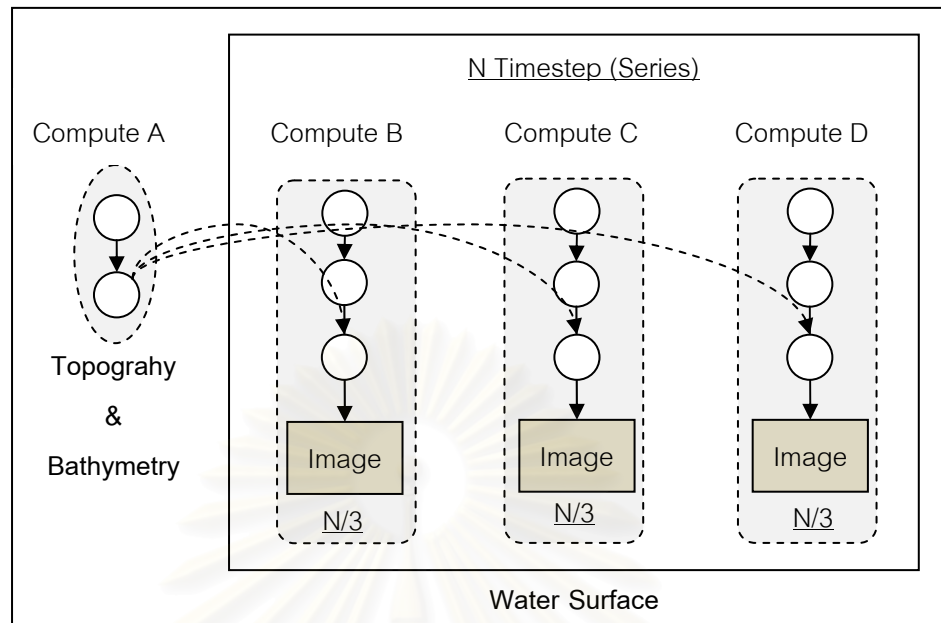 N Timestep (Series)
Compute A
Compute B
Compute C
Compute D
Topograhy
&
Bathymetry
Image
Image
Image
N/3
N/3
N/3
Water Surface